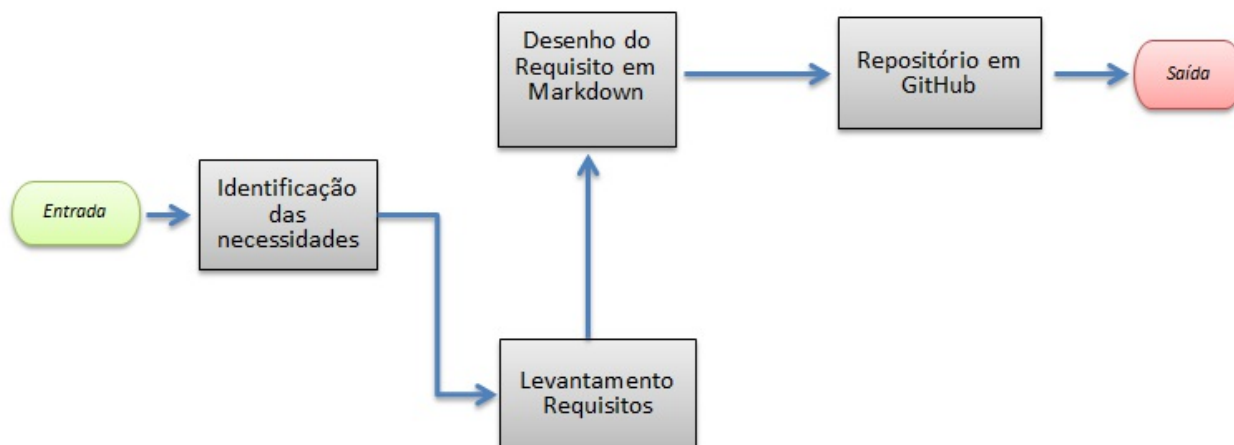 Entrada
Identificação
das
necessidades
Levantamento
Requisitos
Desenho do
Requisito em
Markdown
Repositório em
GitHub
Saída